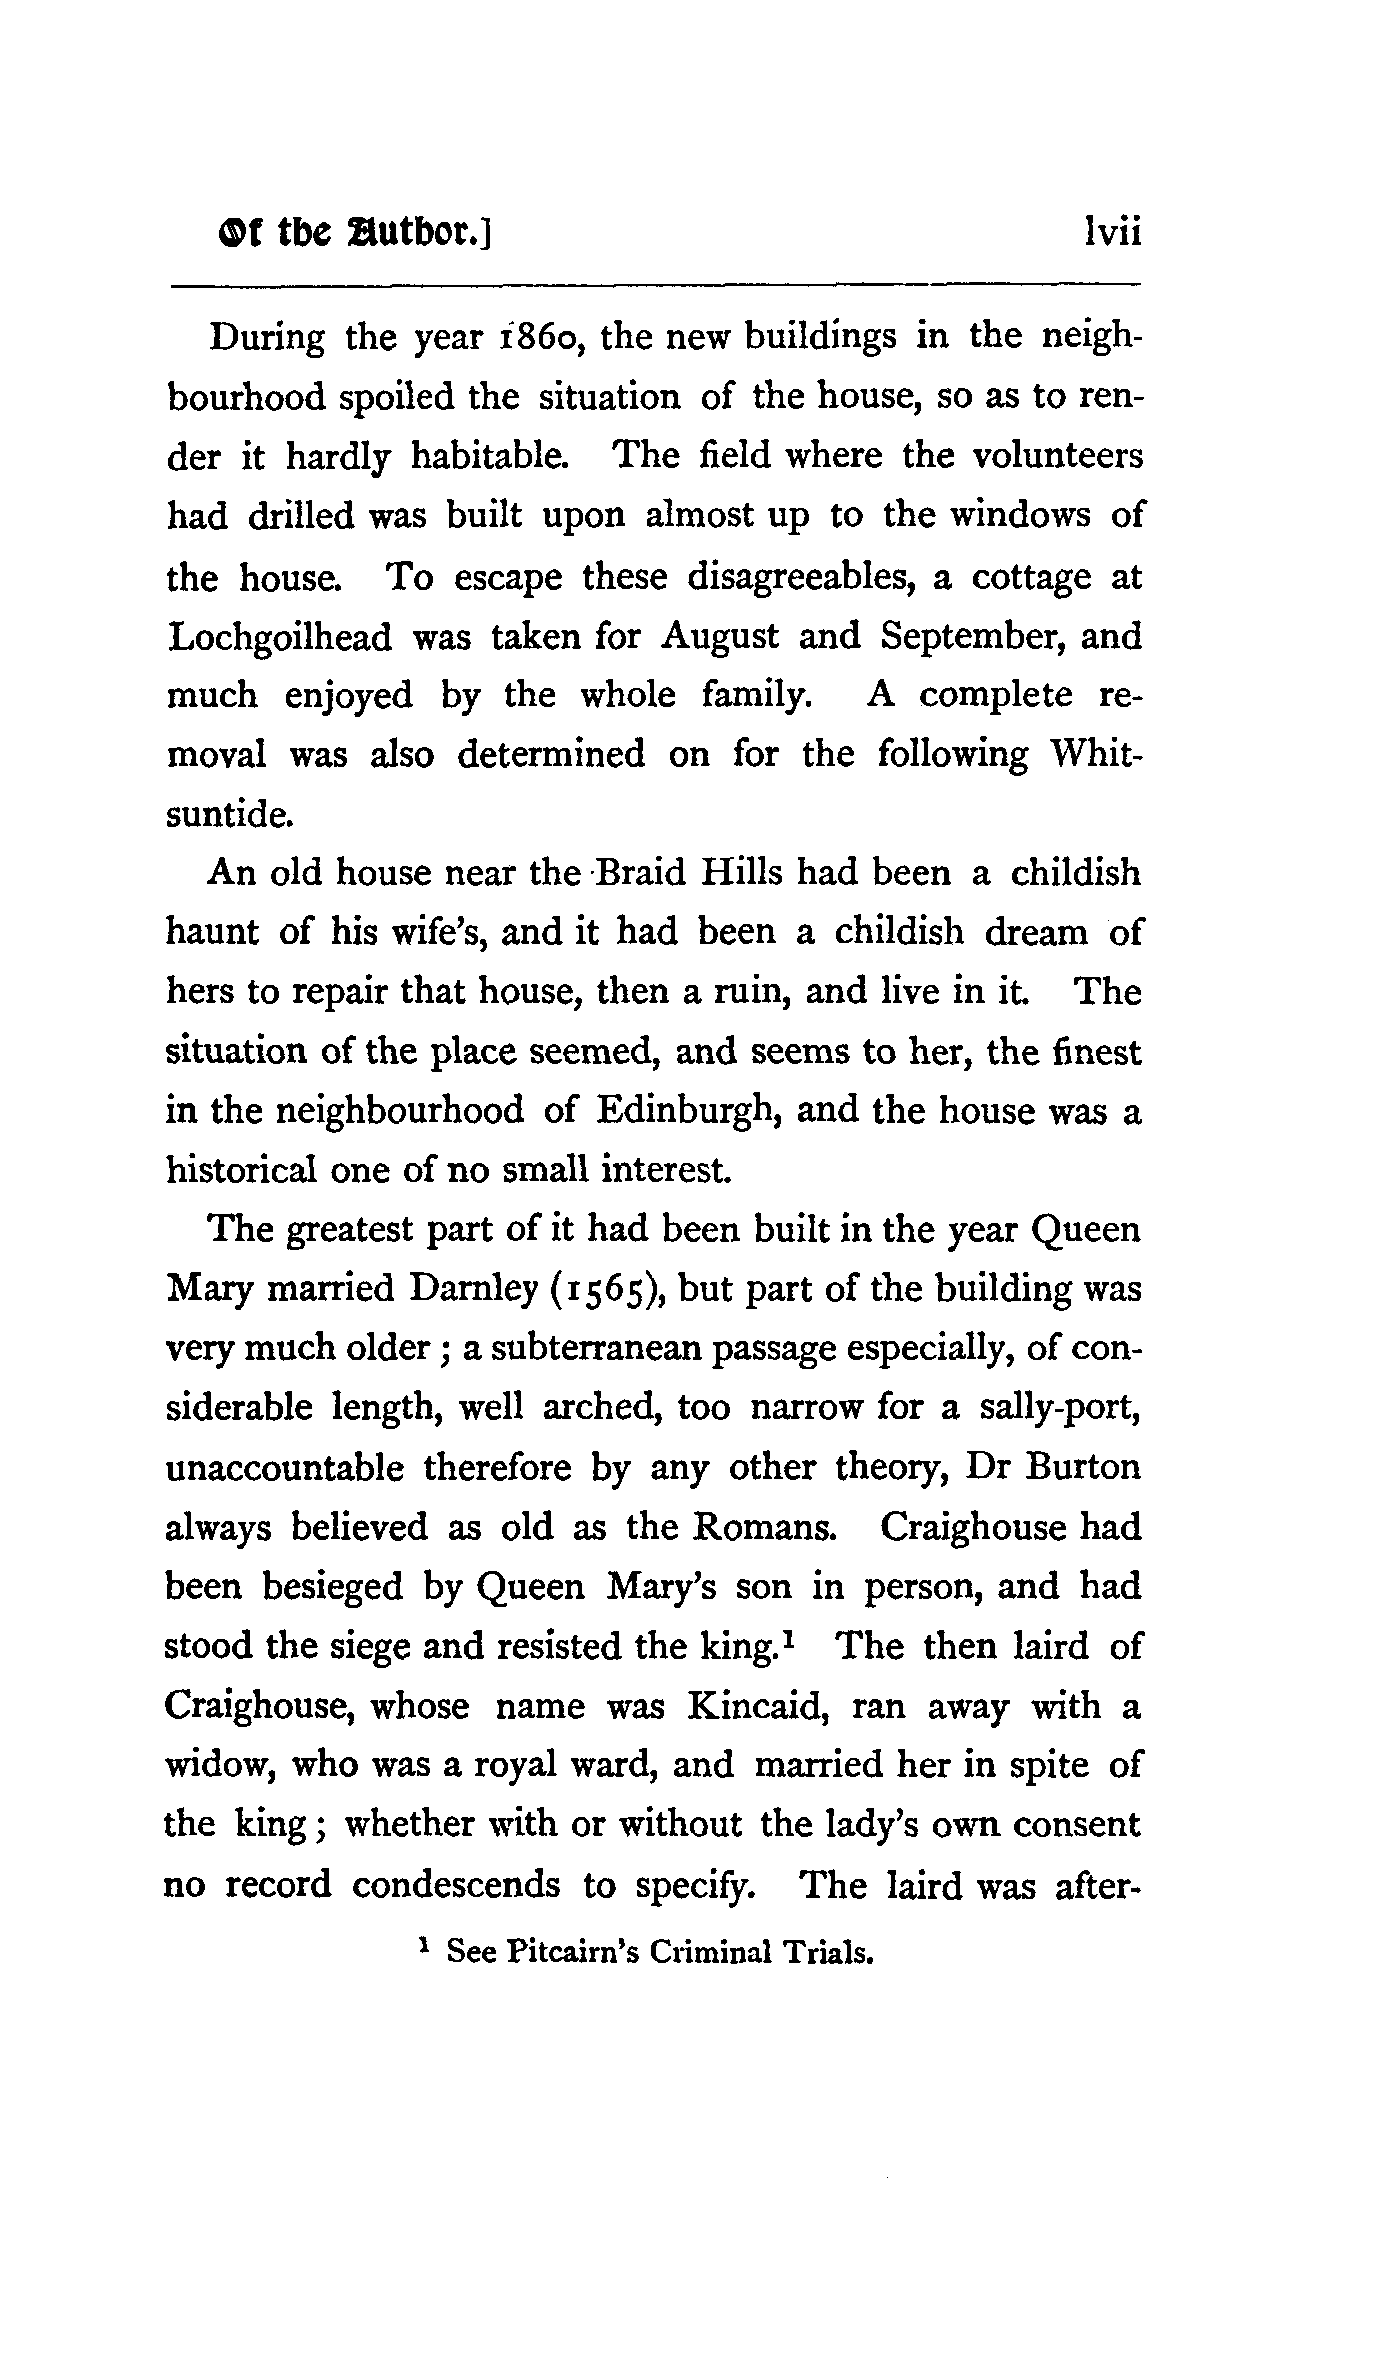 Of the Author.] lvii
During the year 1860, the new buildings in the neigh-
bourhood spoiled the situation of the house, so as to ren-
der it hardly habitable. The field where the volunteers
had drilled was built upon almost up to the windows of
the house. To escape these disagreeables, a cottage at
Lochgoilhead was taken for August and September, and
much enjoyed by the whole family. A complete re-
moval was also determined on for the following Whit-
suntide.
An old house near the Braid Hills had been a childish
haunt of his wife's, and it had been a childish dream of
hers to repair that house, then a ruin, and live in it. The
situation of the place seemed, and seems to her, the finest
in the neighbourhood of Edinburgh, and the house was a
historical one of no small interest.
The greatest part of it had been built in the year Queen
Mary married Darnley (1565), but part of the building was
very much older ; a subterranean passage especially, of con-
siderable length, well arched, too narrow for a sally-port,
unaccountable therefore by any other theory, Dr Burton
always believed as old as the Romans. Craighouse had
been besieged by Queen Mary's son in person, and had
stood the siege and resisted the king.¹ The then laird of
Craighouse, whose name was Kincaid, ran away with a
widow, who was a royal ward, and married her in spite of
the king ; whether with or without the lady's own consent
no record condescends to specify. The laird was after-
¹ See Pitcairn's Criminal Trials.